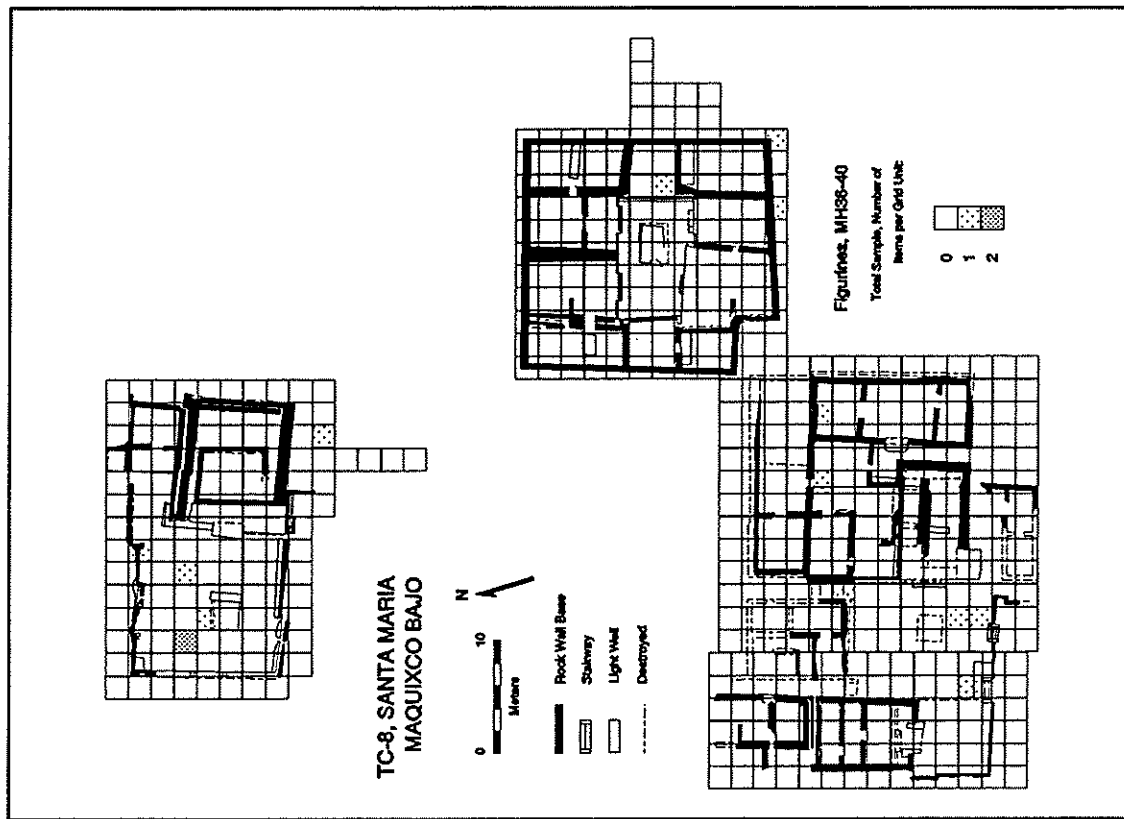 TC-8, SANTA MARIA
MAQUIXCO BAJO
N
0 10
Meters
Rock Wall Base
Stairway
Light Well
Destroyed
Figurines, MH36-40
Total Sample, Number of
Items per Grid Unit:
0
1
2